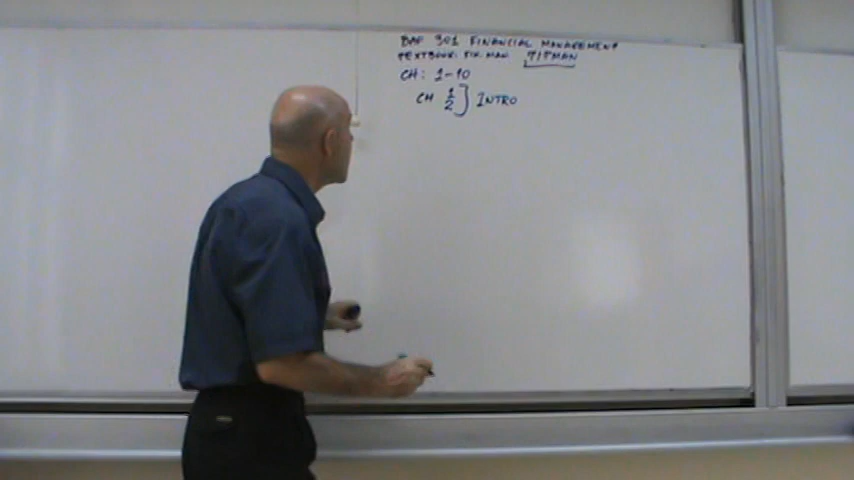 BAF 301 FINANCIAL MANAGEMENT
TEXTBOOK: FIN. MAN. TITMAN
CH: 1-10
CH 1 2 } INTRO